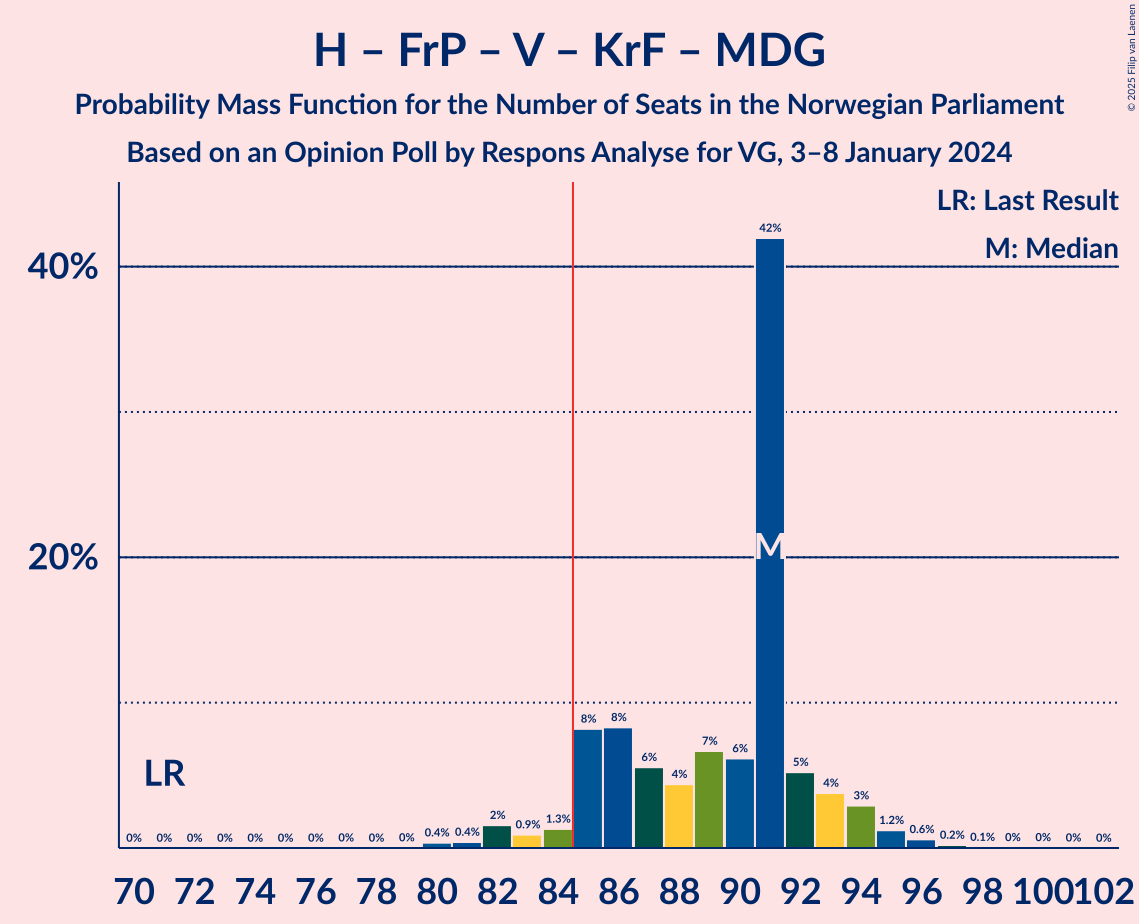 H – FrP – V – KrF – MDG
Probability Mass Function for the Number of Seats in the Norwegian Parliament
Based on an Opinion Poll by Respons Analyse for VG, 3–8 January 2024
© 2025 Filip van Laenen
LR: Last Result
M: Median
40%
20%
LR
M
0% 0% 0% 0% 0% 0% 0% 0% 0% 0% 0.4% 0.4% 2% 0.9% 1.3% 8% 8% 6% 4% 7% 6% 42% 5% 4% 3% 1.2% 0.6% 0.2% 0.1% 0% 0% 0% 0%
70 72 74 76 78 80 82 84 86 88 90 92 94 96 98 100 102